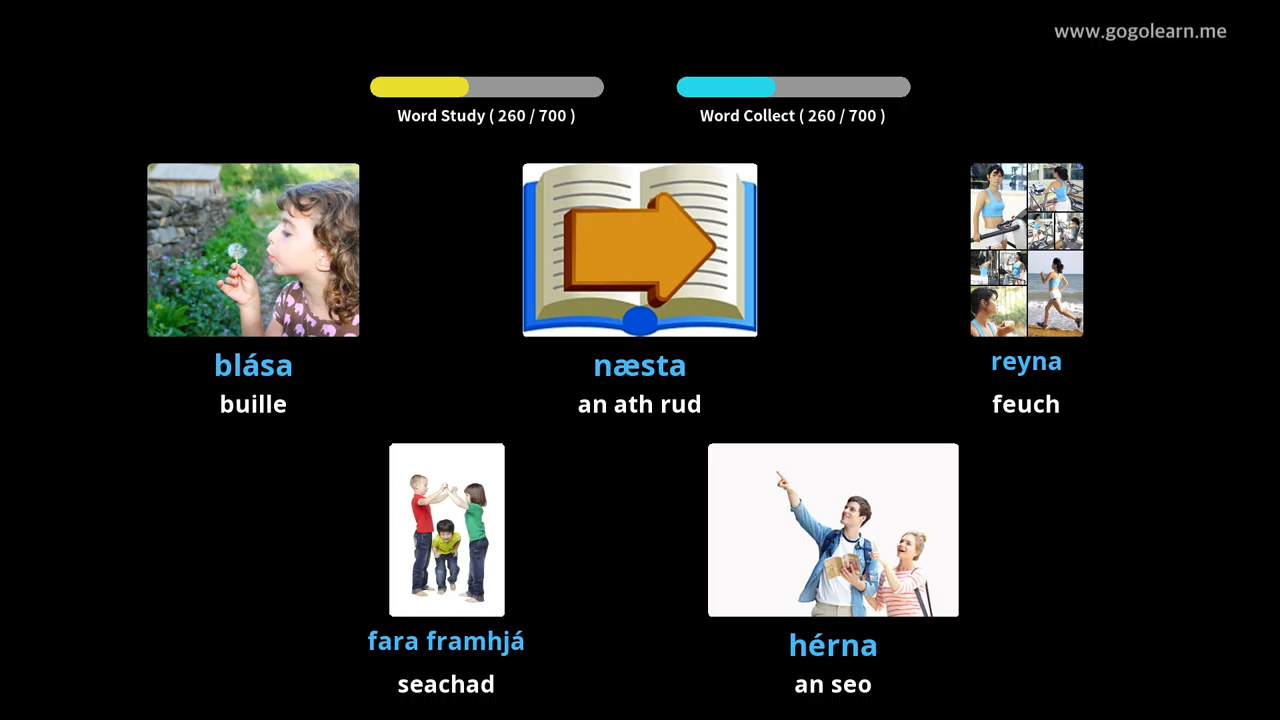 www.gogolearn.me
Word Study ( 260 / 700 )
Word Collect ( 260 / 700 )
blása
buille
næsta
an ath rud
reyna
feuch
fara framhjá
seachad
hérna
an seo